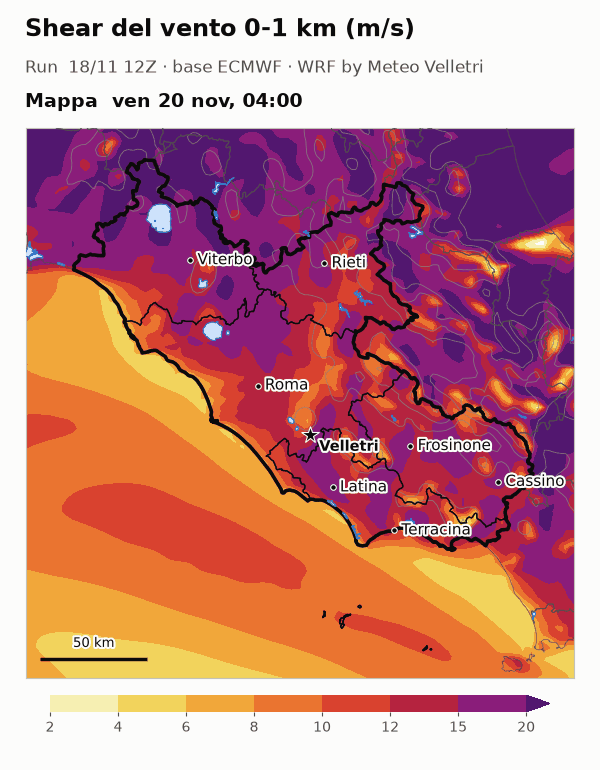 Shear del vento 0-1 km (m/s)
Run  18/11 12Z · base ECMWF · WRF by Meteo Velletri
Mappa  ven 20 nov, 04:00
Viterbo
Rieti
Roma
Velletri
Frosinone
Latina
Cassino
Terracina
50 km
2 4 6 8 10 12 15 20